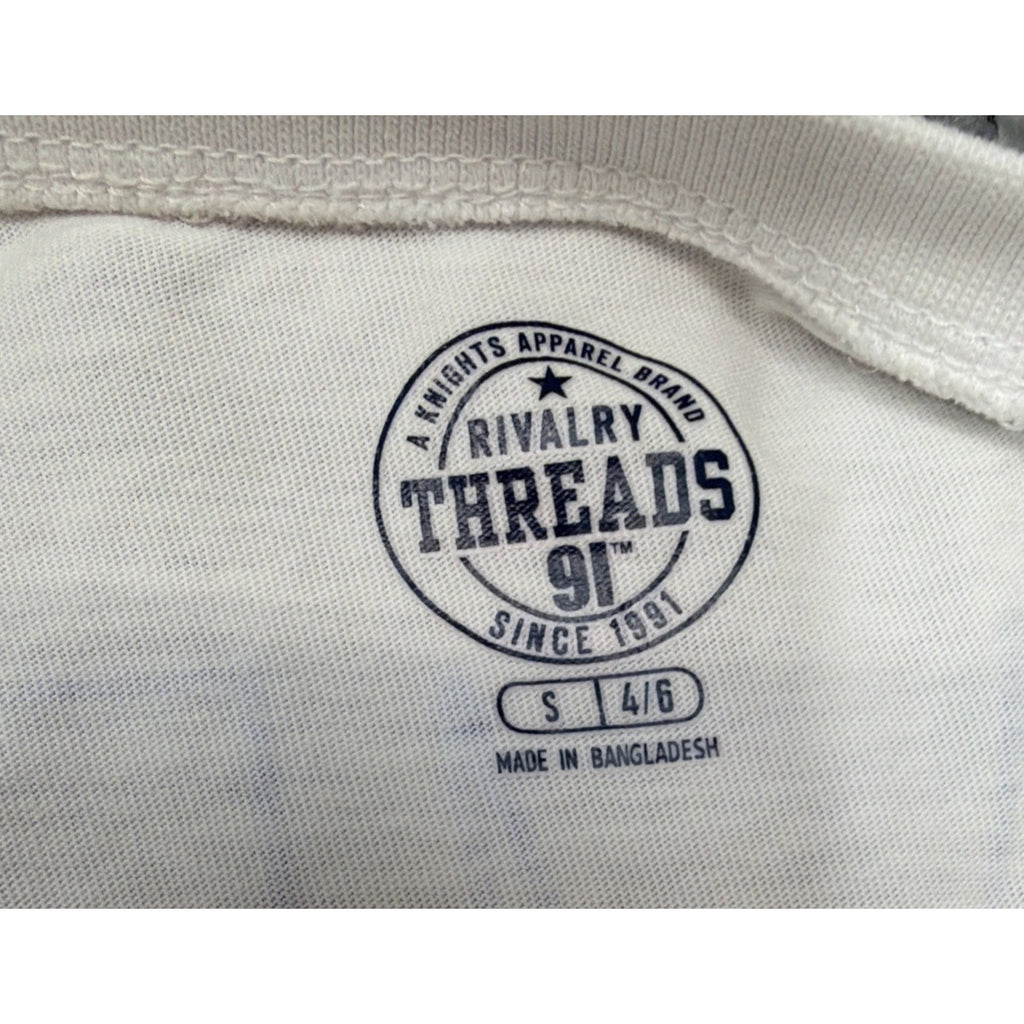 A KNIGHTS APPAREL BRAND
RIVALRY
THREADS
91™
SINCE 1991
S 4/6
MADE IN BANGLADESH